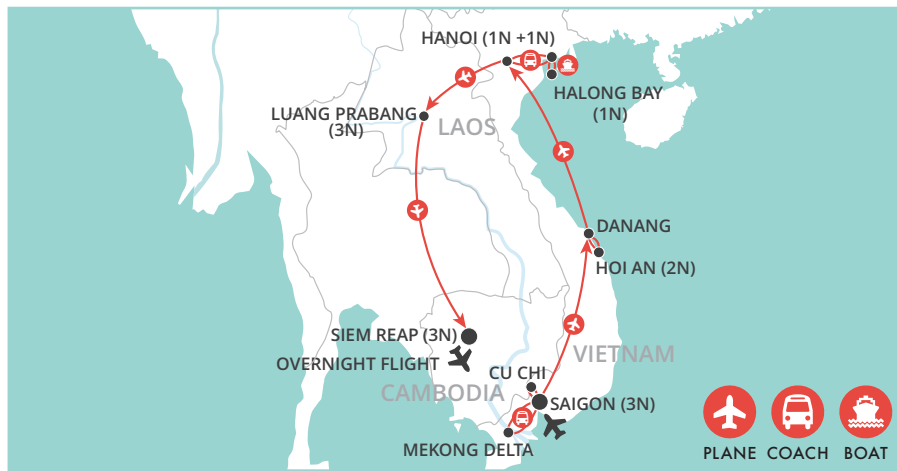 HANOI (1N +1N)
HALONG BAY
(1N)
LUANG PRABANG
(3N)
LAOS
DANANG
HOI AN (2N)
SIEM REAP (3N)
OVERNIGHT FLIGHT
VIETNAM
CU CHI
CAMBODIA
SAIGON (3N)
MEKONG DELTA
PLANE COACH BOAT